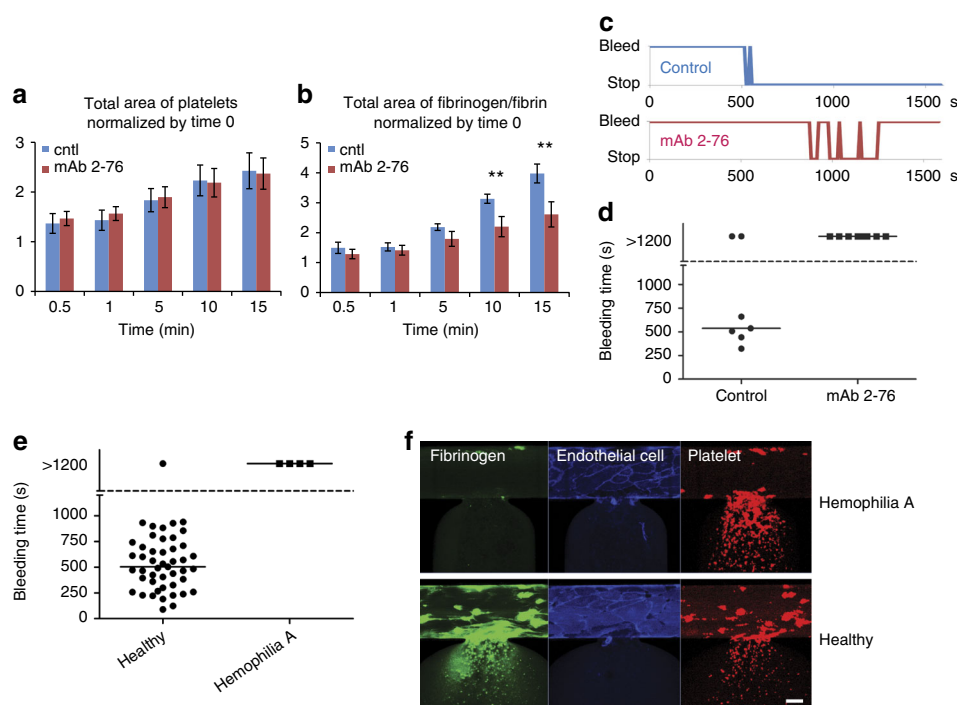 a
Total area of platelets
normalized by time 0
cntl
mAb 2-76
3
2
1
0
0.5 1 5 10 15
Time (min)
b
Total area of fibrinogen/fibrin
normalized by time 0
cntl
mAb 2-76
**
**
5
4
3
2
1
0
0.5 1 5 10 15
Time (min)
c
Bleed
Control
Stop
0 500 1000 1500 s
Bleed
mAb 2-76
Stop
0 500 1000 1500 s
d
Bleeding time (s)
>1200
1000
750
500
250
0
Control mAb 2-76
e
Bleeding time (s)
>1200
1000
750
500
250
0
Healthy
Hemophilia A
f
Fibrinogen Endothelial cell Platelet
Hemophilia A
Healthy